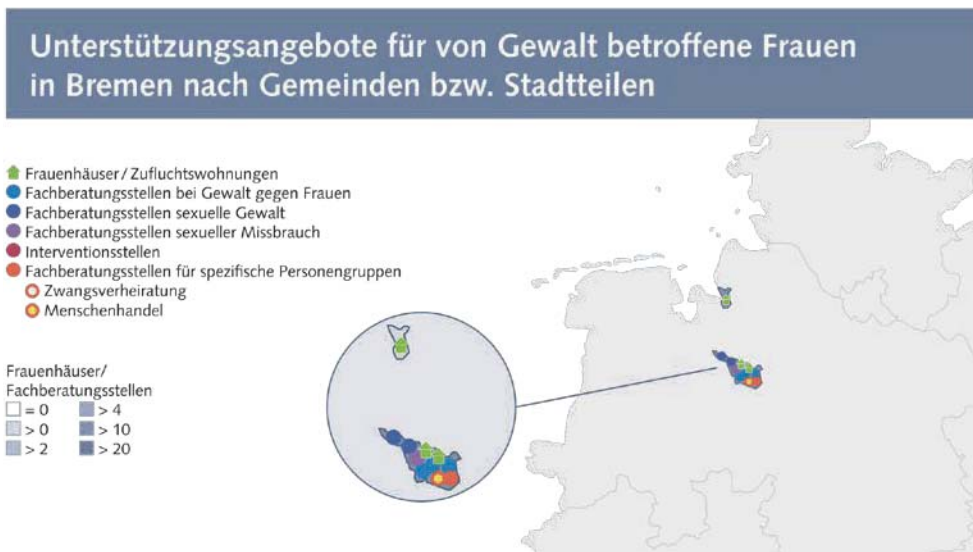 Unterstützungsangebote für von Gewalt betroffene Frauen
in Bremen nach Gemeinden bzw. Stadtteilen
Frauenhäuser/Zufluchtswohnungen
Fachberatungsstellen bei Gewalt gegen Frauen
Fachberatungsstellen sexuelle Gewalt
Fachberatungsstellen sexueller Missbrauch
Interventionsstellen
Fachberatungsstellen für spezifische Personengruppen
Zwangsverheiratung
Menschenhandel
Frauenhäuser/
Fachberatungsstellen
= 0 > 4
> 0 > 10
> 2 > 20